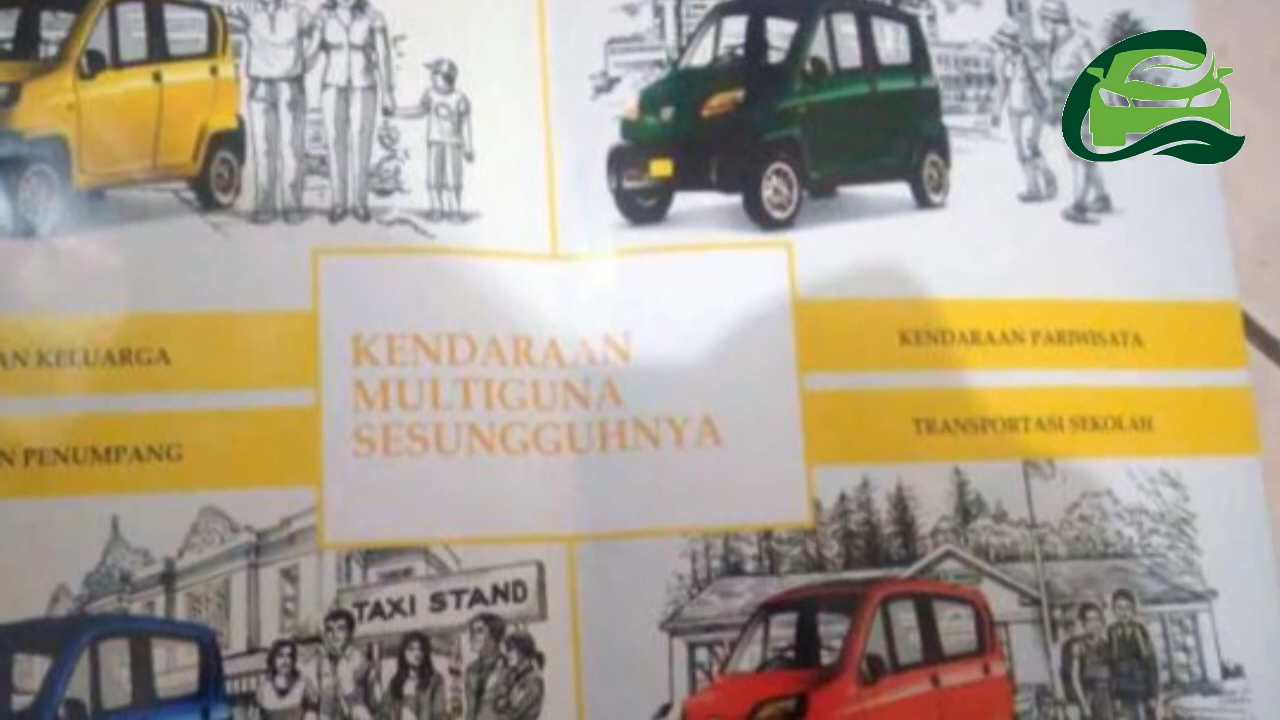 AN KELUARGA
N PENUMPANG
KENDARAAN
MULTIGUNA
SESUNGGUHNYA
KENDARAAN PARIWISATA
TRANSPORTASI SEKOLAH
TAXI STAND